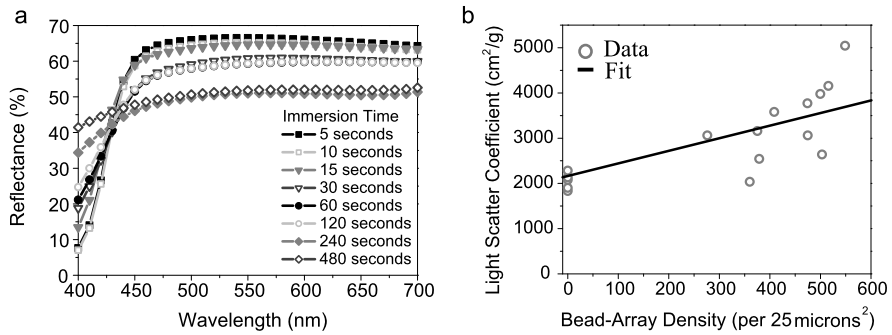 a
Reflectance (%)
70
60
50
40
30
20
10
0
400
450
500
550
600
650
700
Wavelength (nm)
Immersion Time
5 seconds
10 seconds
15 seconds
30 seconds
60 seconds
120 seconds
240 seconds
480 seconds
b
Light Scatter Coefficient (cm²/g)
5000
4000
3000
2000
1000
0
0
100
200
300
400
500
600
Bead-Array Density (per 25 microns²)
Data
Fit